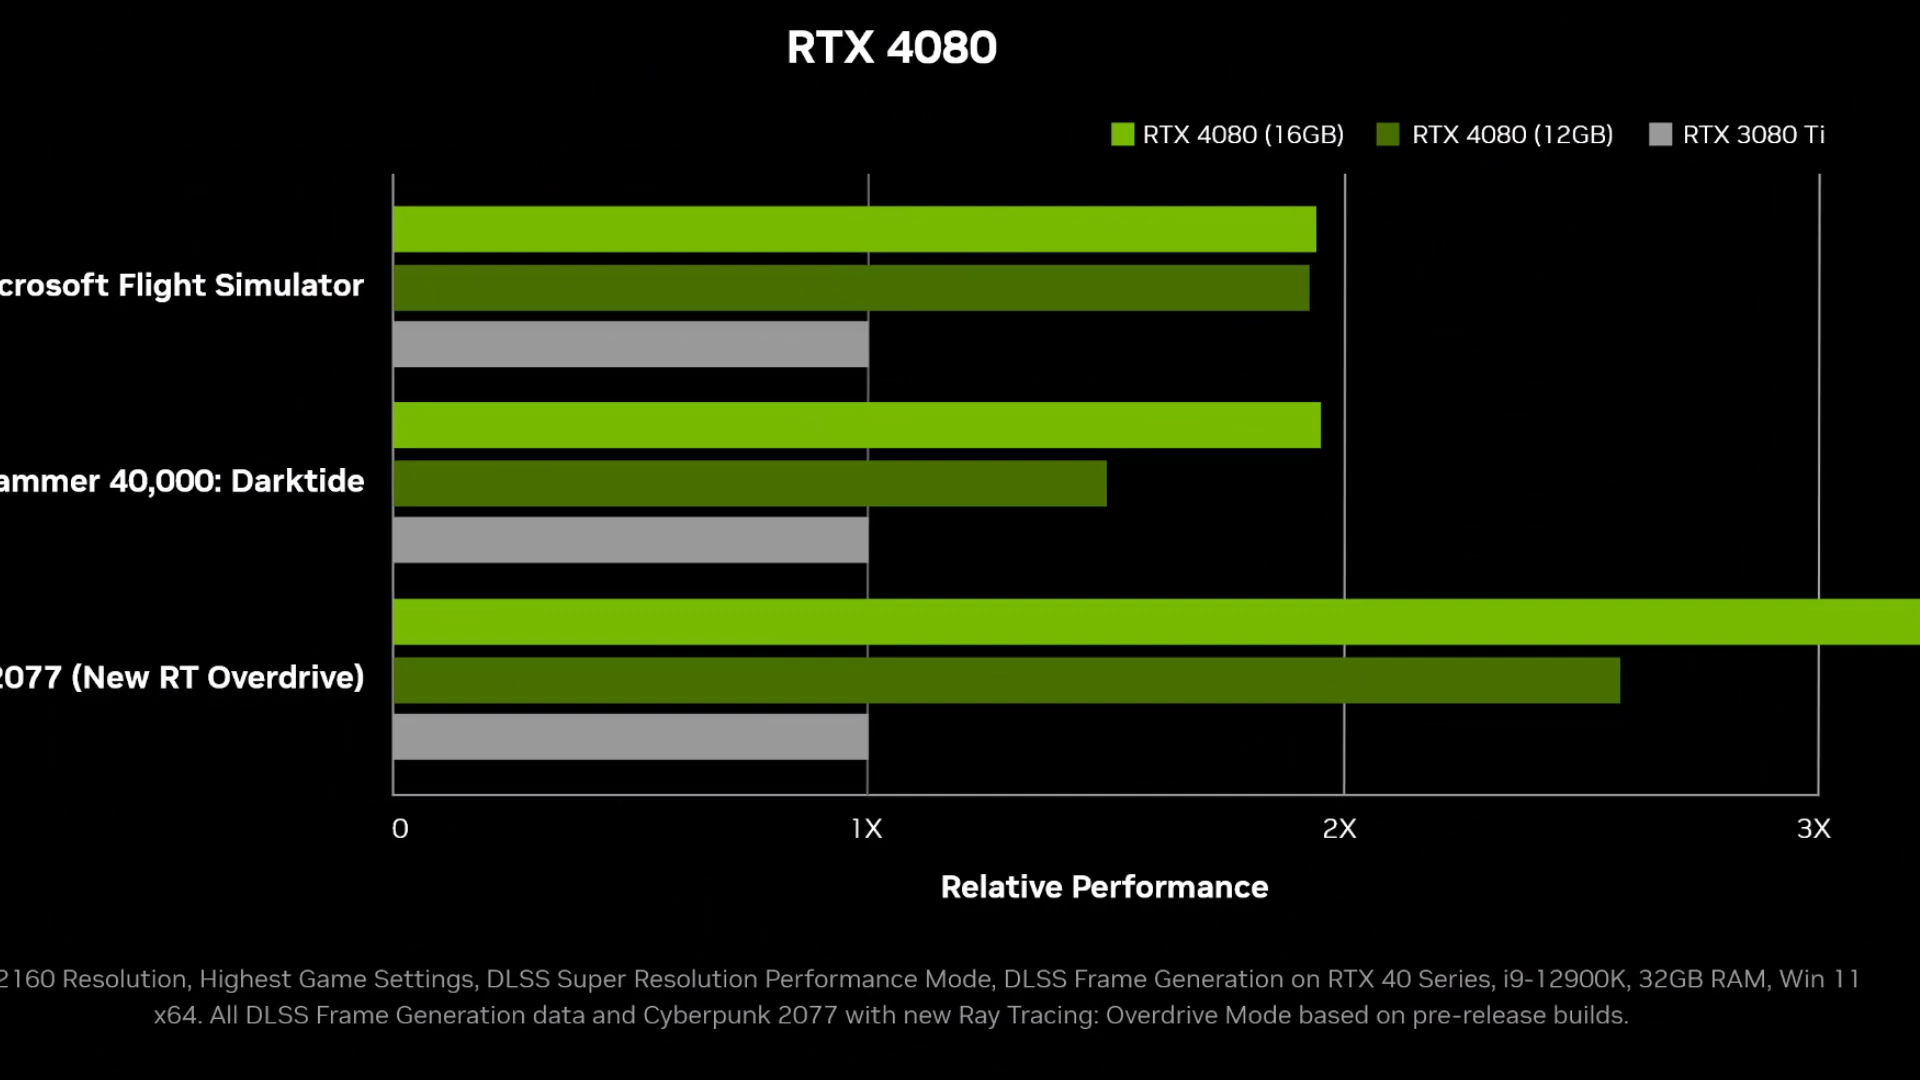 RTX 4080
RTX 4080 (16GB) RTX 4080 (12GB) RTX 3080 Ti
crosoft Flight Simulator
ammer 40,000: Darktide
2077 (New RT Overdrive)
0 1X 2X 3X
Relative Performance
2160 Resolution, Highest Game Settings, DLSS Super Resolution Performance Mode, DLSS Frame Generation on RTX 40 Series, i9-12900K, 32GB RAM, Win 11
x64. All DLSS Frame Generation data and Cyberpunk 2077 with new Ray Tracing: Overdrive Mode based on pre-release builds.